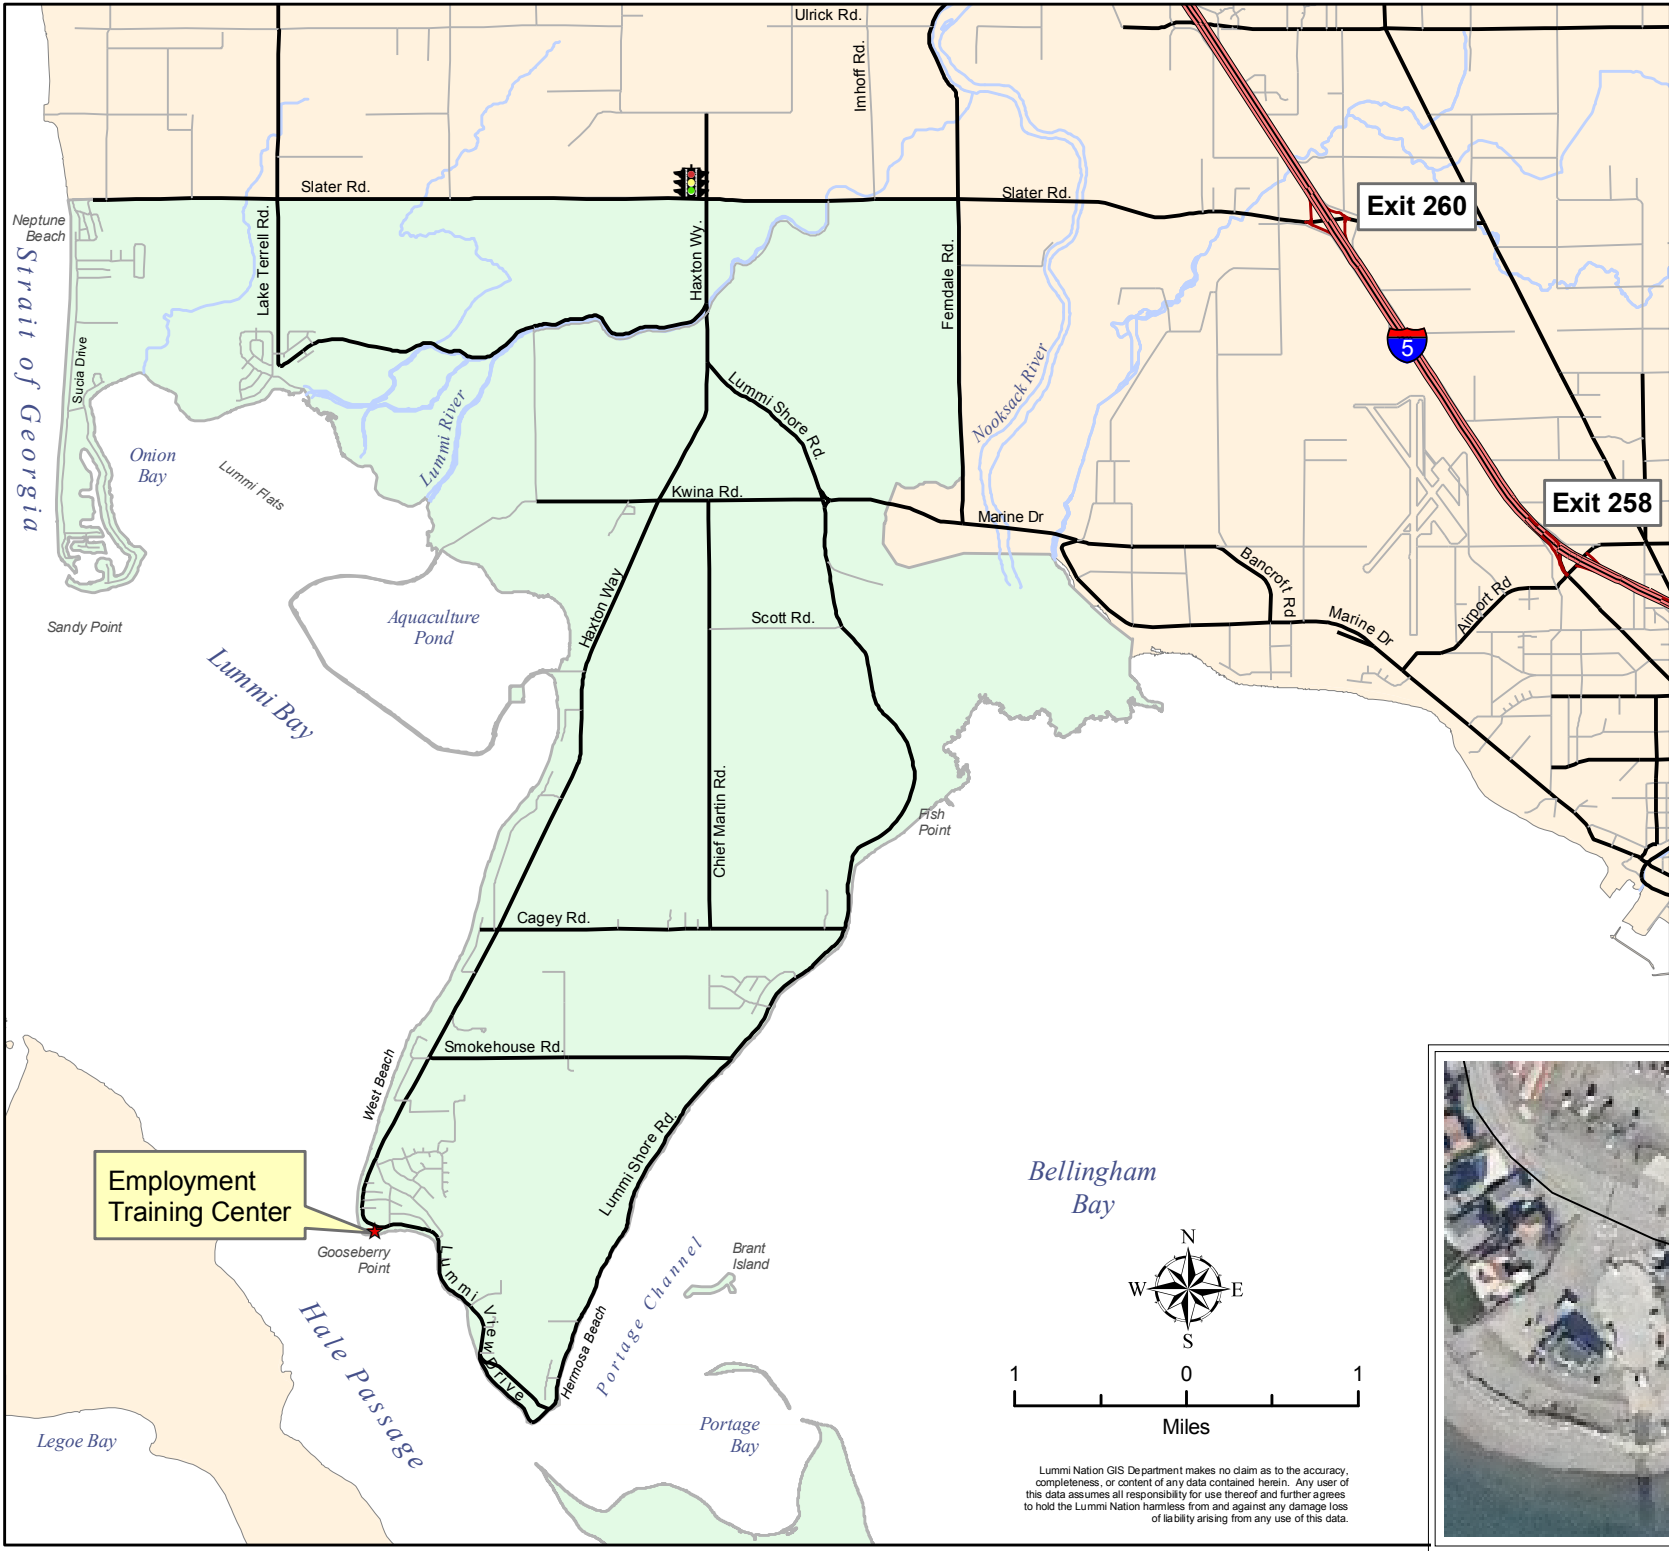 Ulrick Rd.
Imhoff Rd.
Slater Rd.
Slater Rd.
Exit 260
Neptune
Beach
Strait of Georgia
Lake Terrell Rd.
Haxton Wy.
Ferndale Rd.
Sucia Drive
5
Nooksack River
Lummi Shore Rd.
Lummi River
Onion
Bay
Lummi Flats
Kwina Rd.
Exit 258
Marine Dr
Bancroft Rd
Airport Rd
Marine Dr
Sandy Point
Aquaculture
Pond
Haxton Way
Scott Rd.
Lummi Bay
Chief Martin Rd.
Fish
Point
Cagey Rd.
Smokehouse Rd.
West Beach
Lummi Shore Rd.
Employment
Training Center
Gooseberry
Point
Lummi View Drive
Hermosa Beach
Portage Channel
Brant
Island
Bellingham
Bay
Hale Passage
Legoe Bay
Portage
Bay
N
W
E
S
1 0 1
Miles
Lummi Nation GIS Department makes no claim as to the accuracy,
completeness, or content of any data contained herein. Any user of
this data assumes all responsibility for use thereof and further agrees
to hold the Lummi Nation harmless from and against any damage loss
of liability arising from any use of this data.